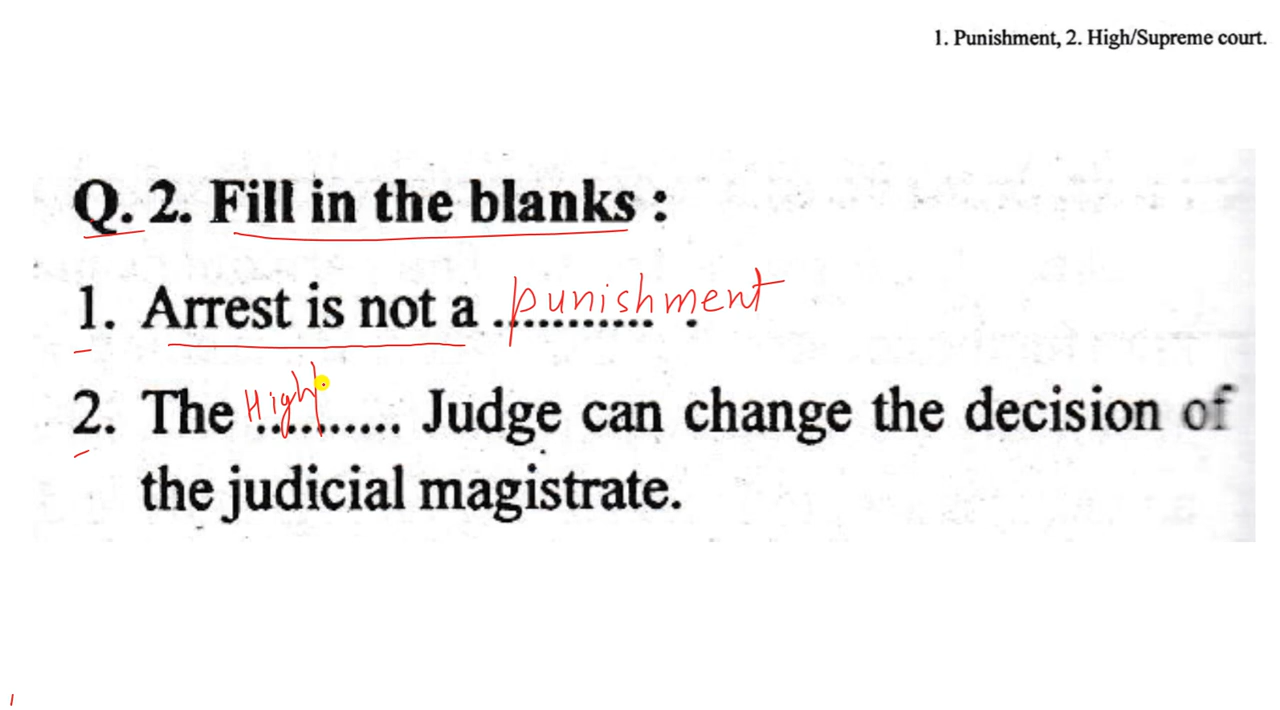 1. Punishment, 2. High/Supreme court.
Q. 2. Fill in the blanks :
1. Arrest is not a ........... punishment .
2. The High .......... Judge can change the decision of
the judicial magistrate.